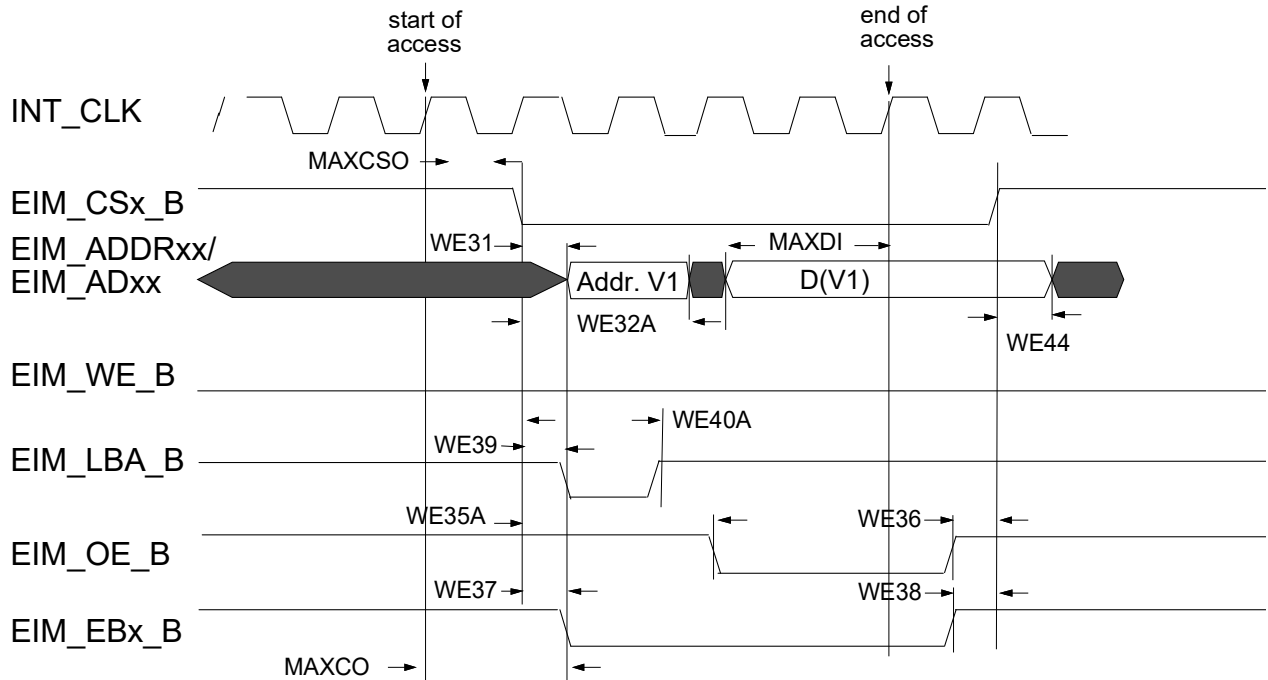 start of
access
end of
access
INT_CLK
MAXCSO
EIM_CSx_B
EIM_ADDRxx/
EIM_ADxx
WE31
MAXDI
Addr. V1
D(V1)
WE32A
WE44
EIM_WE_B
WE40A
WE39
EIM_LBA_B
WE35A
WE36
EIM_OE_B
WE37
WE38
EIM_EBx_B
MAXCO